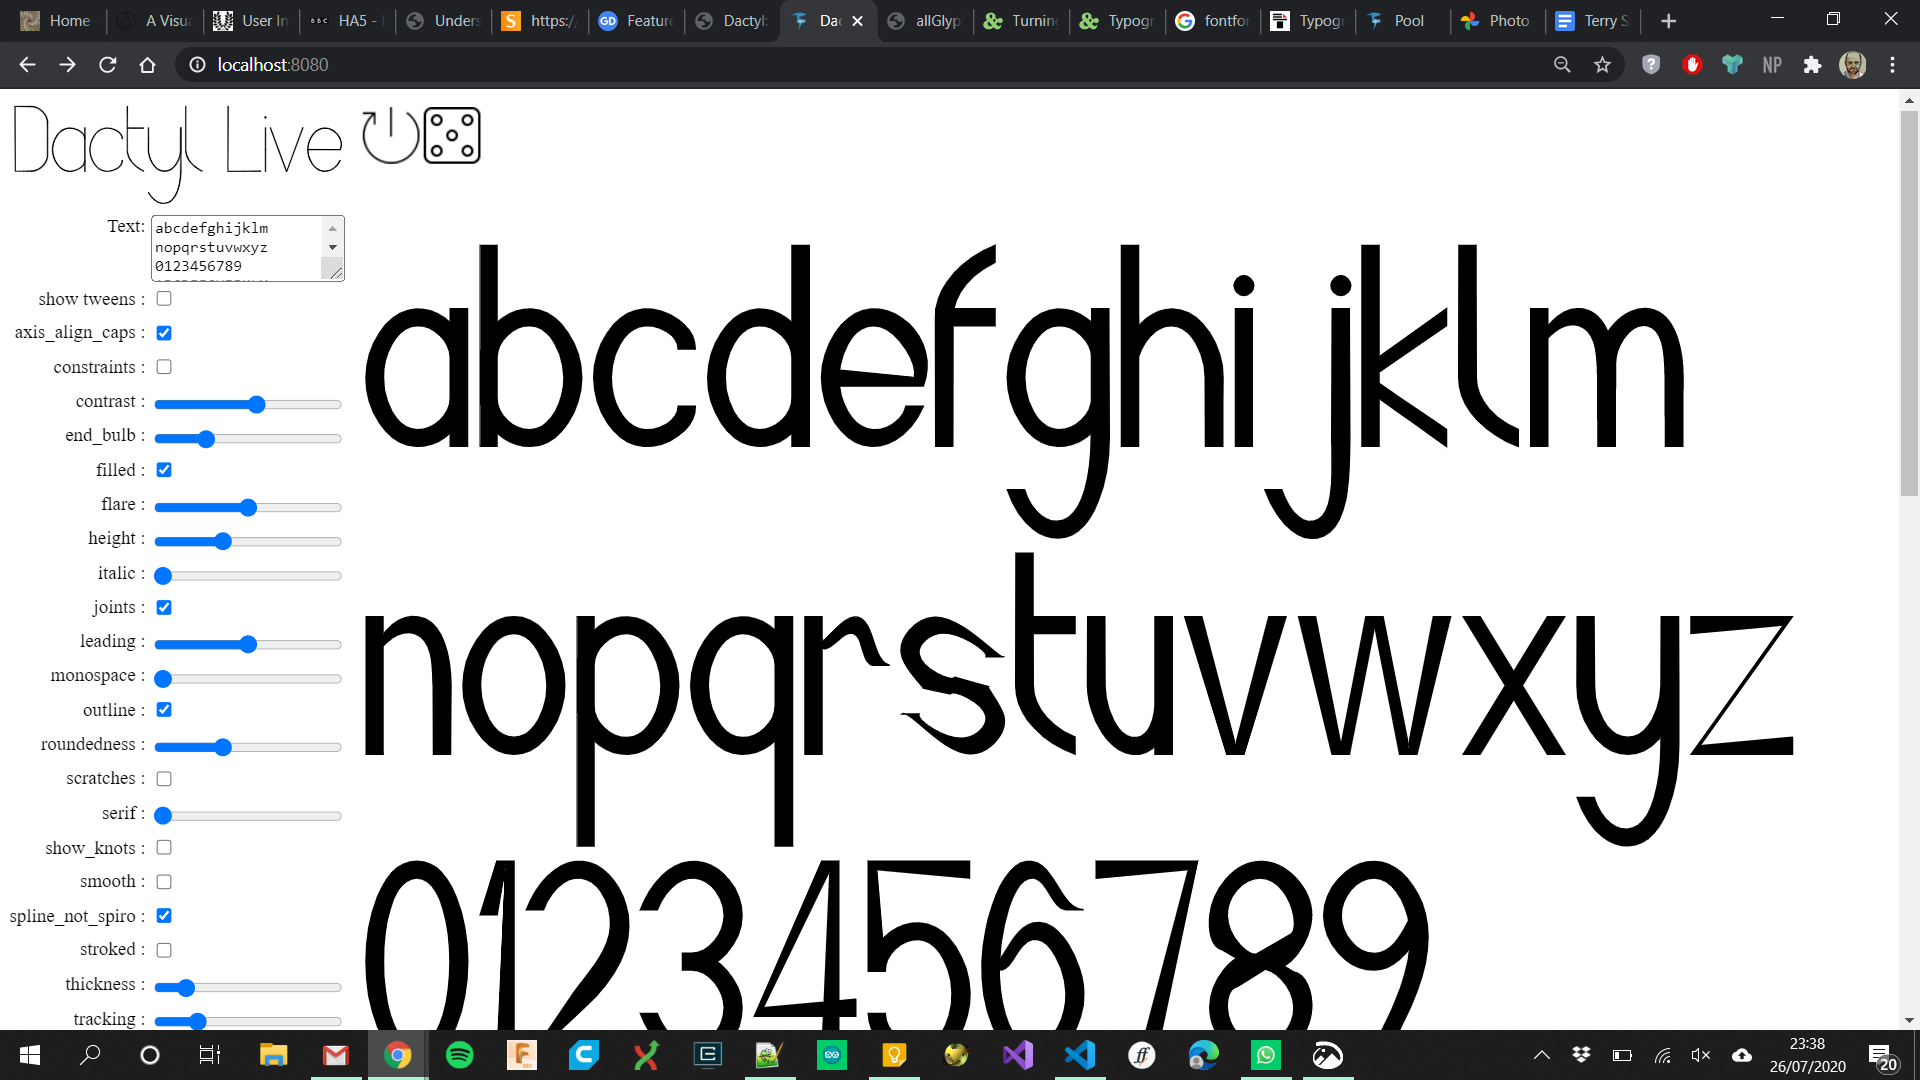 Home A Visua User In HA5 - E Unders https:/ Feature Dactyl: Dac allGlyp Turnin Typogr fontfor Typogr Pool Photo Terry S
localhost:8080
NP
Dactyl Live
Text:
abcdefghijklm
nopqrstuvwxyz
0123456789
show tweens :
axis_align_caps :
constraints :
contrast :
end_bulb :
filled :
flare :
height :
italic :
joints :
leading :
monospace :
outline :
roundedness :
scratches :
serif :
show_knots :
smooth :
spline_not_spiro :
stroked :
thickness :
tracking :
abcdefghijklm
nopqrstuvwxyz
0123456789
23:38
26/07/2020
20